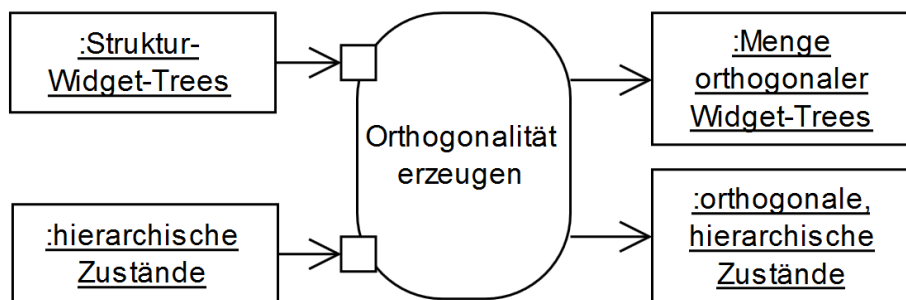 :Struktur-
Widget-Trees
:hierarchische
Zustände
Orthogonalität
erzeugen
:Menge
orthogonaler
Widget-Trees
:orthogonale,
hierarchische
Zustände